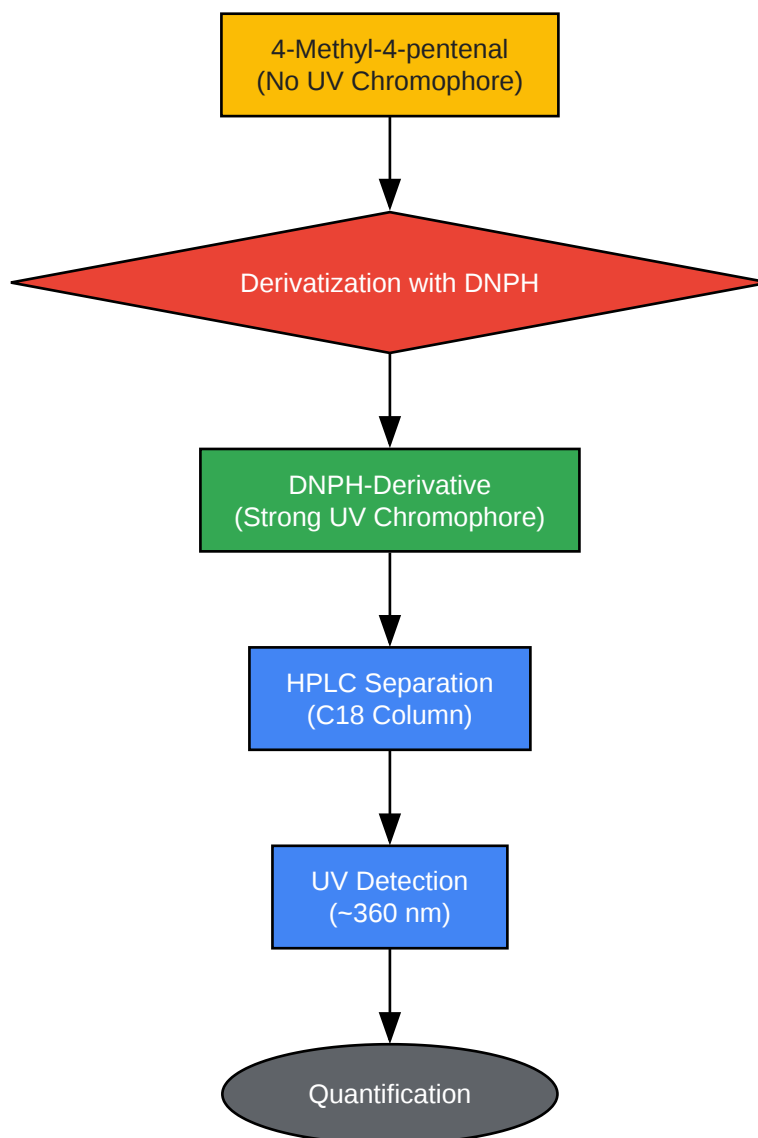 4-Methyl-4-pentenal
(No UV Chromophore)
Derivatization with DNPH
DNPH-Derivative
(Strong UV Chromophore)
HPLC Separation
(C18 Column)
UV Detection
(~360 nm)
Quantification